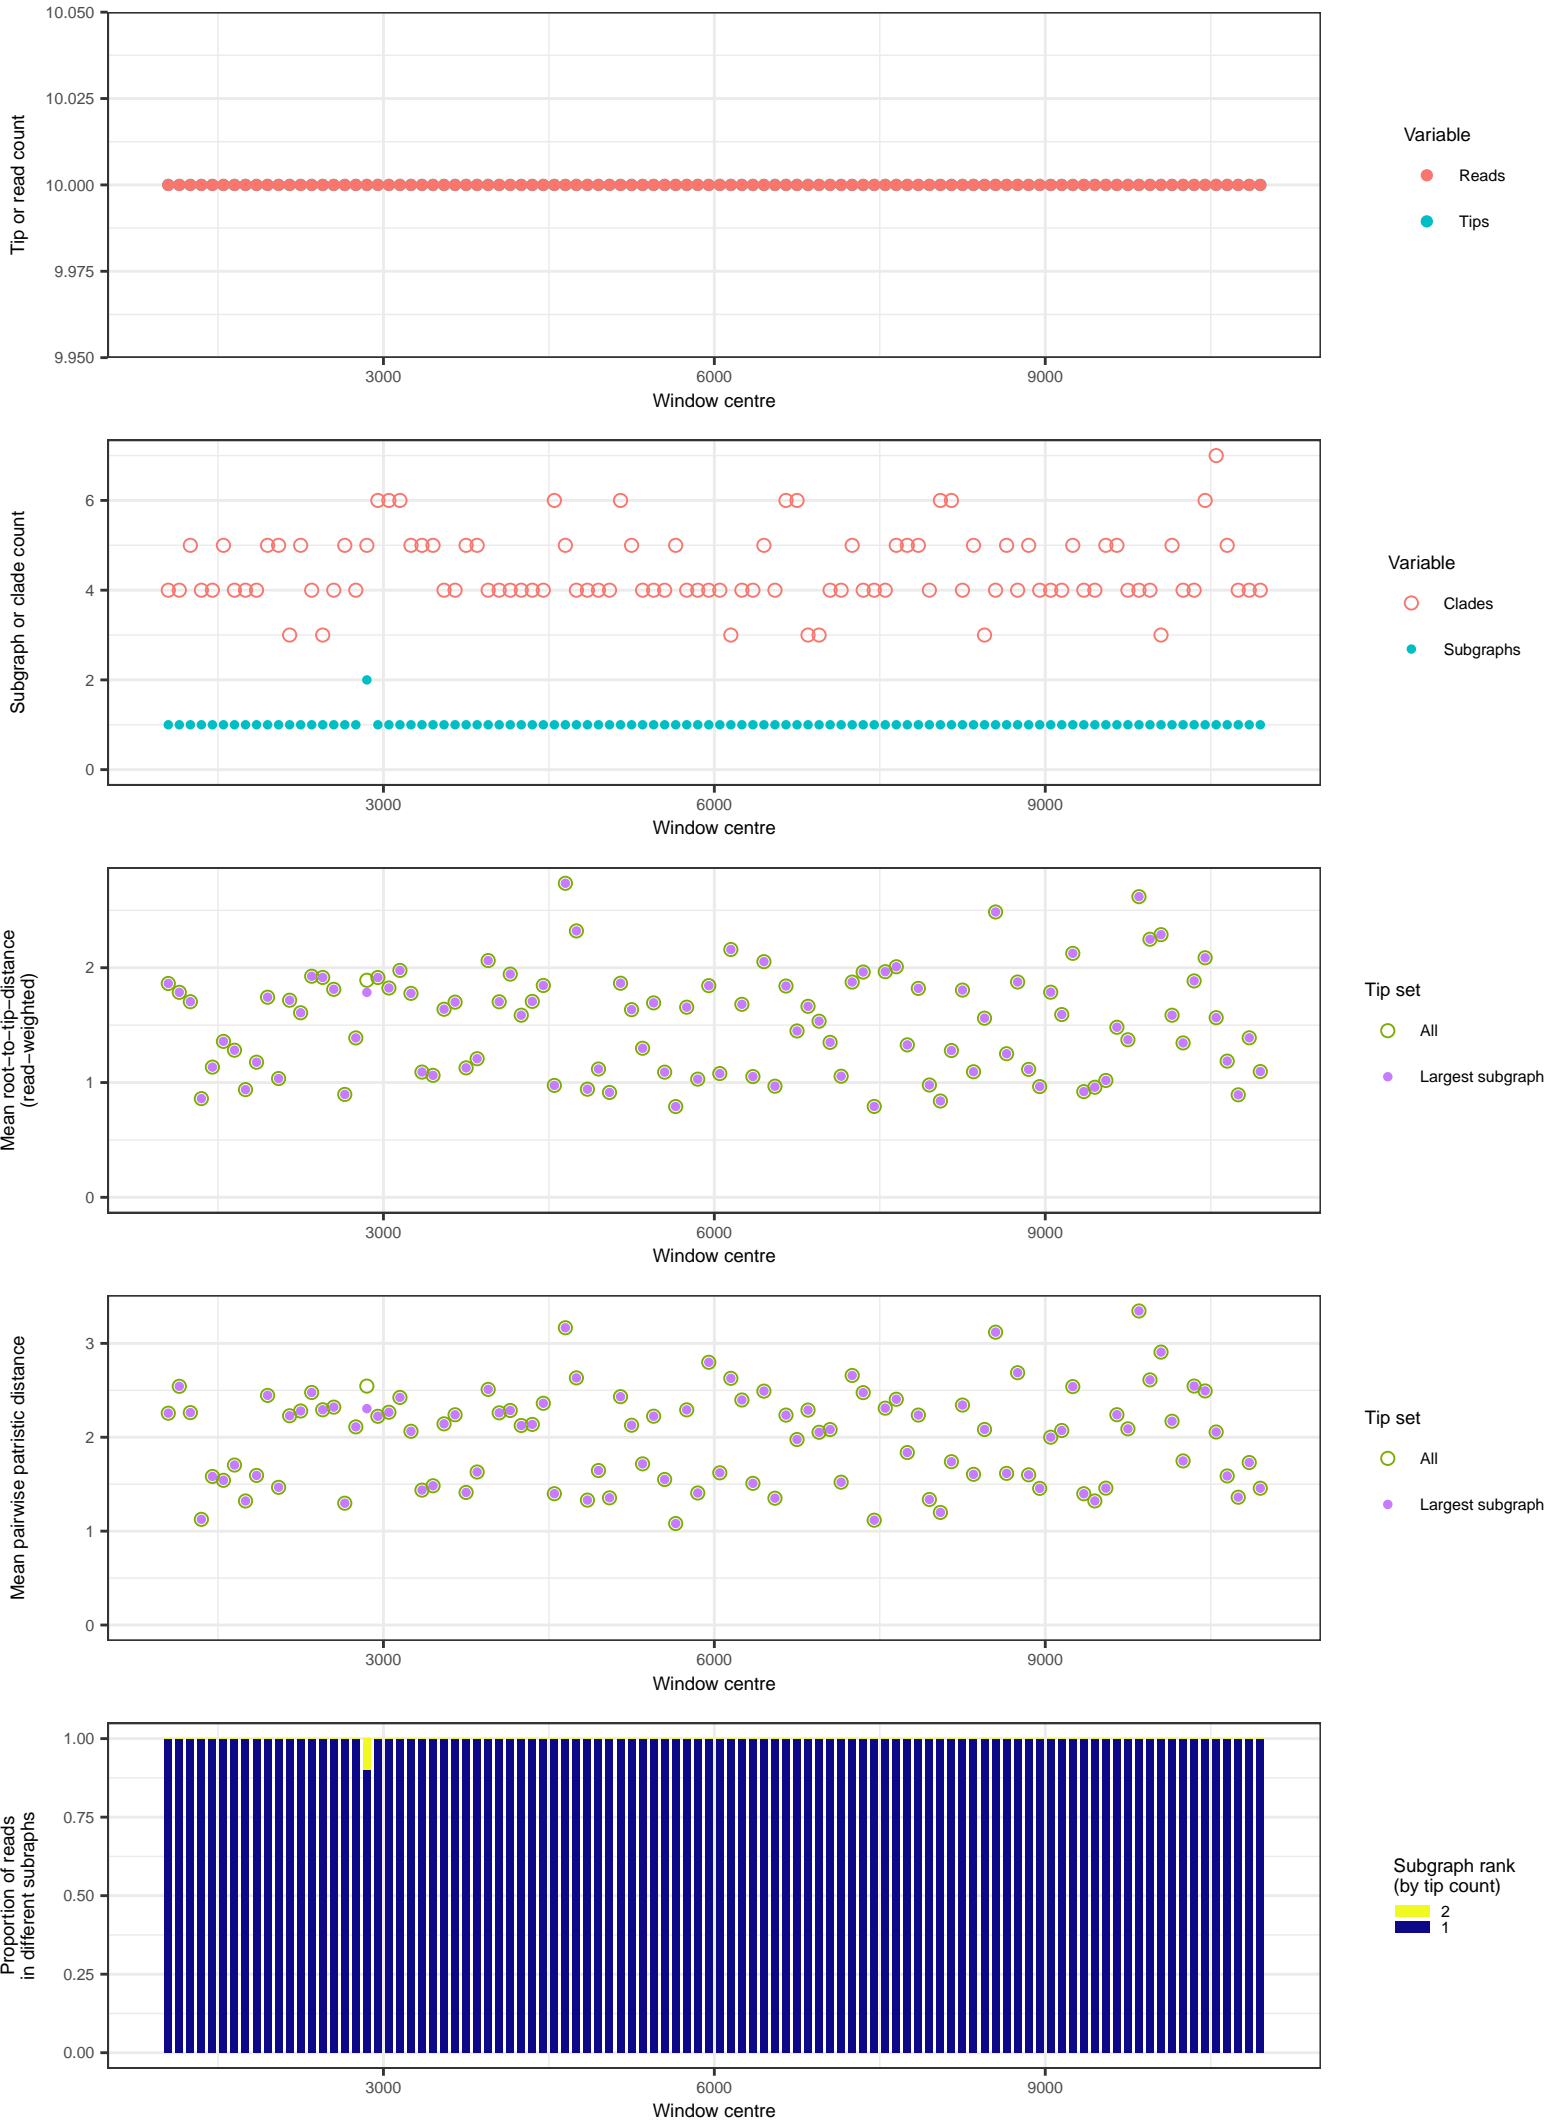 10.050
10.025
10.000
9.975
9.950
Tip or read count
3000 6000 9000
Window centre
Variable
Reads
Tips
6
4
2
0
Subgraph or clade count
3000 6000 9000
Window centre
Variable
Clades
Subgraphs
2
1
0
Mean root−to−tip−distance
(read−weighted)
3000 6000 9000
Window centre
Tip set
All
Largest subgraph
3
2
1
0
Mean pairwise patristic distance
3000 6000 9000
Window centre
Tip set
All
Largest subgraph
1.00
0.75
0.50
0.25
0.00
Proportion of reads
in different subraphs
3000 6000 9000
Window centre
Subgraph rank
(by tip count)
2
1